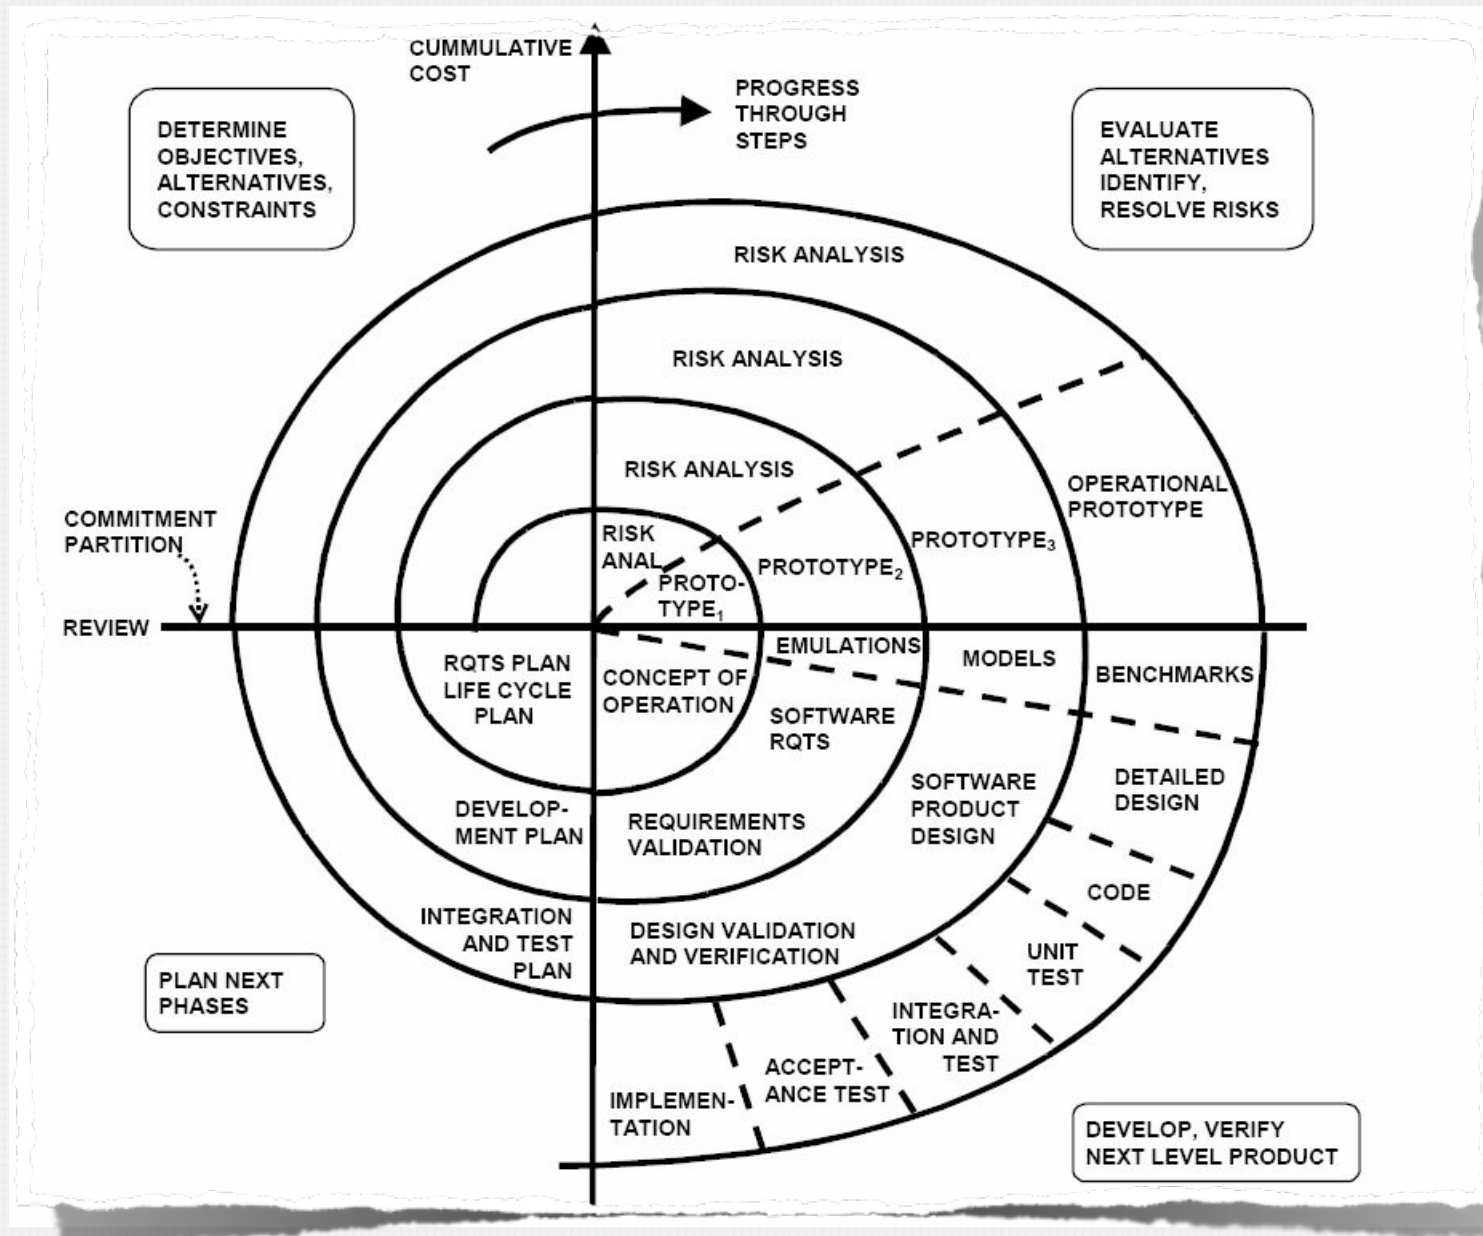 CUMMULATIVE
COST
PROGRESS
THROUGH
STEPS
DETERMINE
OBJECTIVES,
ALTERNATIVES,
CONSTRAINTS
EVALUATE
ALTERNATIVES
IDENTIFY,
RESOLVE RISKS
RISK ANALYSIS
RISK ANALYSIS
RISK ANALYSIS
RISK
ANAL.
PROTO-
TYPE₁
PROTOTYPE₂
PROTOTYPE₃
OPERATIONAL
PROTOTYPE
COMMITMENT
PARTITION
REVIEW
EMULATIONS
MODELS
BENCHMARKS
RQTS PLAN
LIFE CYCLE
PLAN
CONCEPT OF
OPERATION
SOFTWARE
RQTS
SOFTWARE
PRODUCT
DESIGN
DETAILED
DESIGN
DEVELOP-
MENT PLAN
REQUIREMENTS
VALIDATION
CODE
INTEGRATION
AND TEST
PLAN
DESIGN VALIDATION
AND VERIFICATION
UNIT
TEST
PLAN NEXT
PHASES
INTEGRA-
TION AND
TEST
ACCEPT-
ANCE TEST
IMPLEMEN-
TATION
DEVELOP, VERIFY
NEXT LEVEL PRODUCT